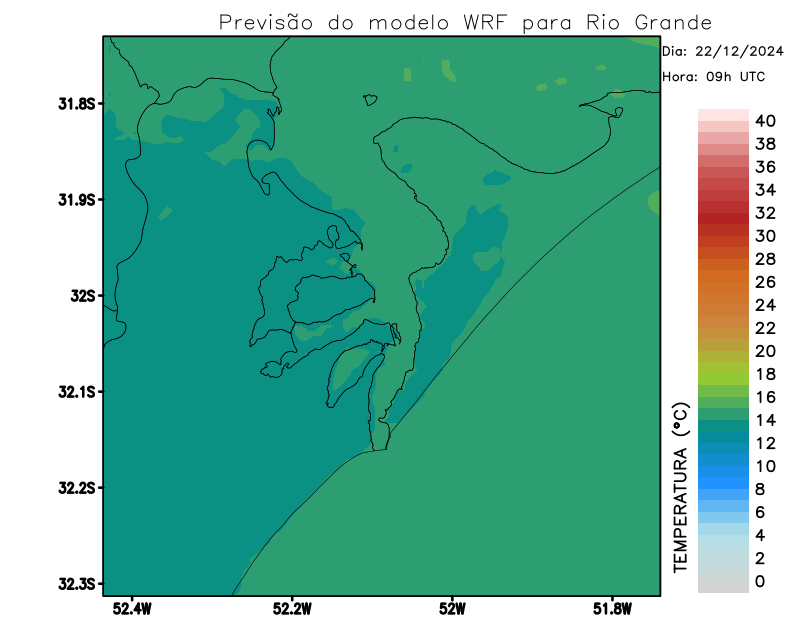 Previsão do modelo WRF para Rio Grande
Dia: 22/12/2024
Hora: 09h UTC
31.8S
31.9S
32S
32.1S
32.2S
32.3S
52.4W
52.2W
52W
51.8W
TEMPERATURA (°C)
40
38
36
34
32
30
28
26
24
22
20
18
16
14
12
10
8
6
4
2
0